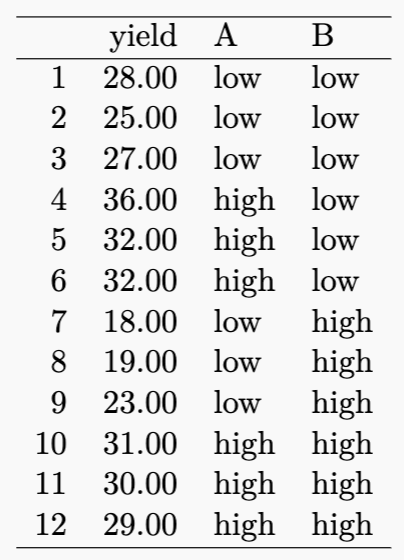 yield A B
1 28.00 low low
2 25.00 low low
3 27.00 low low
4 36.00 high low
5 32.00 high low
6 32.00 high low
7 18.00 low high
8 19.00 low high
9 23.00 low high
10 31.00 high high
11 30.00 high high
12 29.00 high high